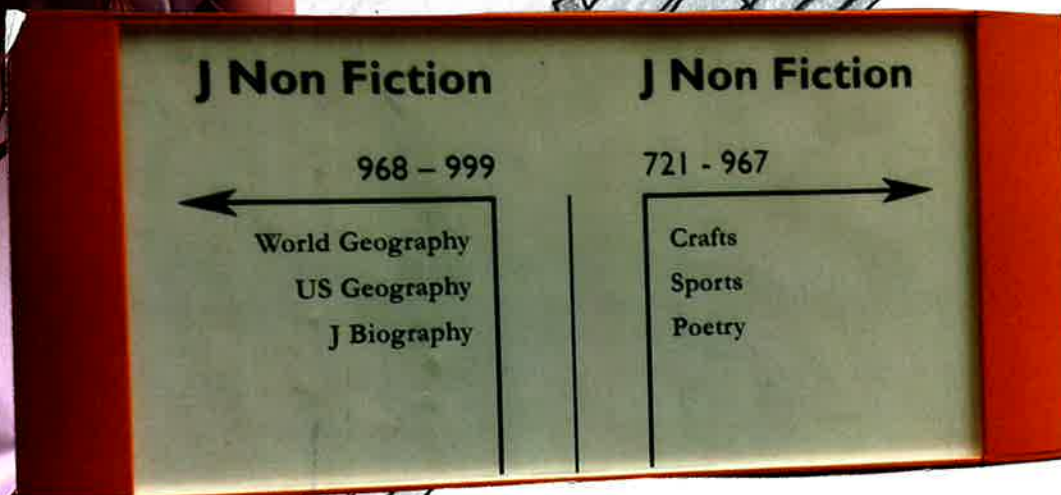 J Non Fiction
968 – 999
World Geography
US Geography
J Biography
J Non Fiction
721 - 967
Crafts
Sports
Poetry